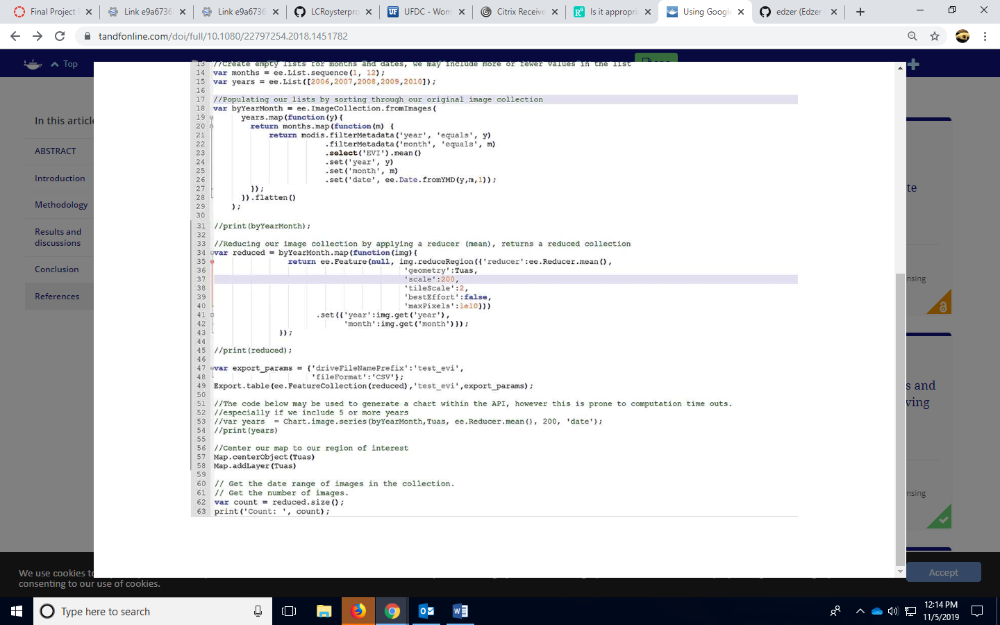 Final Project
Link e9a6736
Link e9a6736
LCRoysterpro
UFDC - Wom
Citrix Receive
Is it appropria
Using Google
edzer (Edzer
tandfonline.com/doi/full/10.1080/22797254.2018.1451782
Top
In this article
ABSTRACT
Introduction
Methodology
Results and
discussions
Conclusion
References
13 //Create empty lists for months and dates, we may include more or fewer values in the list
14 var months = ee.List.sequence(1, 12);
15 var years = ee.List([2006,2007,2008,2009,2010]);
16
17 //Populating our lists by sorting through our original image collection
18 var byYearMonth = ee.ImageCollection.fromImages(
19 years.map(function(y){
20 return months.map(function(m) {
21 return modis.filterMetadata('year', 'equals', y)
22 .filterMetadata('month', 'equals', m)
23 .select('EVI').mean()
24 .set('year', y)
25 .set('month', m)
26 .set('date', ee.Date.fromYMD(y,m,1));
27 });
28 }).flatten()
29 );
30
31 //print(byYearMonth);
32
33 //Reducing our image collection by applying a reducer (mean), returns a reduced collection
34 var reduced = byYearMonth.map(function(img){
35 return ee.Feature(null, img.reduceRegion({'reducer':ee.Reducer.mean(),
36 'geometry':Tuas,
37 'scale':200,
38 'tileScale':2,
39 'bestEffort':false,
40 'maxPixels':1e10}))
41 .set({'year':img.get('year'),
42 'month':img.get('month')});
43 });
44
45 //print(reduced);
46
47 var export_params = {'driveFileNamePrefix':'test_evi',
48 'fileFormat':'CSV'};
49 Export.table(ee.FeatureCollection(reduced),'test_evi',export_params);
50
51 //The code below may be used to generate a chart within the API, however this is prone to computation time outs.
52 //especially if we include 5 or more years
53 //var years = Chart.image.series(byYearMonth,Tuas, ee.Reducer.mean(), 200, 'date');
54 //print(years)
55
56 //Center our map to our region of interest
57 Map.centerObject(Tuas)
58 Map.addLayer(Tuas)
59
60 // Get the date range of images in the collection.
61 // Get the number of images.
62 var count = reduced.size();
63 print('Count: ', count);
te
nsing
s and
ving
nsing
We use cookies to
consenting to our use of cookies.
Accept
Type here to search
12:14 PM
11/5/2019